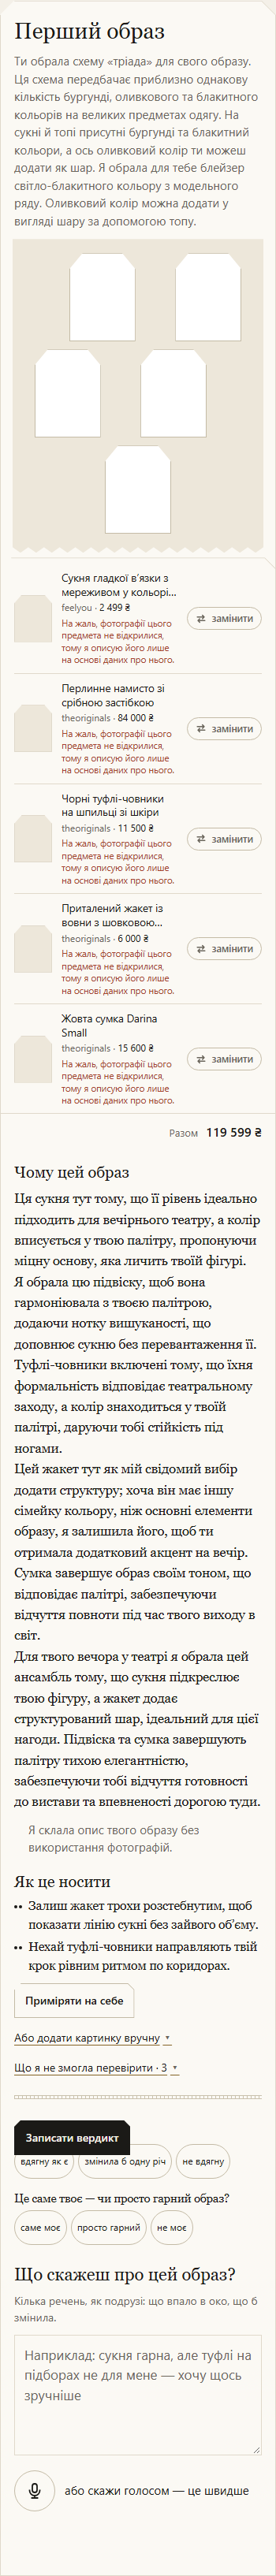 Перший образ
Ти обрала схему «тріада» для свого образу.
Ця схема передбачає приблизно однакову
кількість бургунді, оливкового та блакитного
кольорів на великих предметах одягу. На
сукні й топі присутні бургунді та блакитний
кольори, а ось оливковий колір ти можеш
додати як шар. Я обрала для тебе блейзер
світло-блакитного кольору з модельного
ряду. Оливковий колір можна додати у
вигляді шару за допомогою топу.
Сукня гладкої в'язки з
мереживом у кольорі...
feelyou · 2 499 ₴
На жаль, фотографії цього
предмета не відкрилися,
тому я описую його лише
на основі даних про нього.
замінити
Перлинне намисто зі
срібною застібкою
theoriginals · 84 000 ₴
На жаль, фотографії цього
предмета не відкрилися,
тому я описую його лише
на основі даних про нього.
замінити
Чорні туфлі-човники
на шпильці зі шкіри
theoriginals · 11 500 ₴
На жаль, фотографії цього
предмета не відкрилися,
тому я описую його лише
на основі даних про нього.
замінити
Приталений жакет із
вовни з шовковою...
theoriginals · 6 000 ₴
На жаль, фотографії цього
предмета не відкрилися,
тому я описую його лише
на основі даних про нього.
замінити
Жовта сумка Darina
Small
theoriginals · 15 600 ₴
На жаль, фотографії цього
предмета не відкрилися,
тому я описую його лише
на основі даних про нього.
замінити
Разом 119 599 ₴
Чому цей образ
Ця сукня тут тому, що її рівень ідеально
підходить для вечірнього театру, а колір
вписується у твою палітру, пропонуючи
міцну основу, яка личить твоїй фігурі.
Я обрала цю підвіску, щоб вона
гармоніювала з твоєю палітрою,
додаючи нотку вишуканості, що
доповнює сукню без перевантаження її.
Туфлі-човники включені тому, що їхня
формальність відповідає театральному
заходу, а колір знаходиться у твоїй
палітрі, даруючи тобі стійкість під
ногами.
Цей жакет тут як мій свідомий вибір
додати структуру; хоча він має іншу
сімейку кольору, ніж основні елементи
образу, я залишила його, щоб ти
отримала додатковий акцент на вечір.
Сумка завершує образ своїм тоном, що
відповідає палітрі, забезпечуючи
відчуття повноти під час твого виходу в
світ.
Для твого вечора у театрі я обрала цей
ансамбль тому, що сукня підкреслює
твою фігуру, а жакет додає
структурований шар, ідеальний для цієї
нагоди. Підвіска та сумка завершують
палітру тихою елегантністю,
забезпечуючи тобі відчуття готовності
до вистави та впевненості дорогою туди.
Я склала опис твого образу без
використання фотографій.
Як це носити
Залиш жакет трохи розстебнутим, щоб
показати лінію сукні без зайвого об'єму.
Нехай туфлі-човники направляють твій
крок рівним ритмом по коридорах.
Приміряти на себе
Або додати картинку вручну
Що я не змогла перевірити · 3
Записати вердикт
вдягну як є
змінила б одну річ
не вдягну
Це саме твоє — чи просто гарний образ?
саме моє
просто гарний
не моє
Що скажеш про цей образ?
Кілька речень, як подрузі: що впало в око, що б
змінила.
Наприклад: сукня гарна, але туфлі на
підборах не для мене — хочу щось
зручніше
або скажи голосом — це швидше